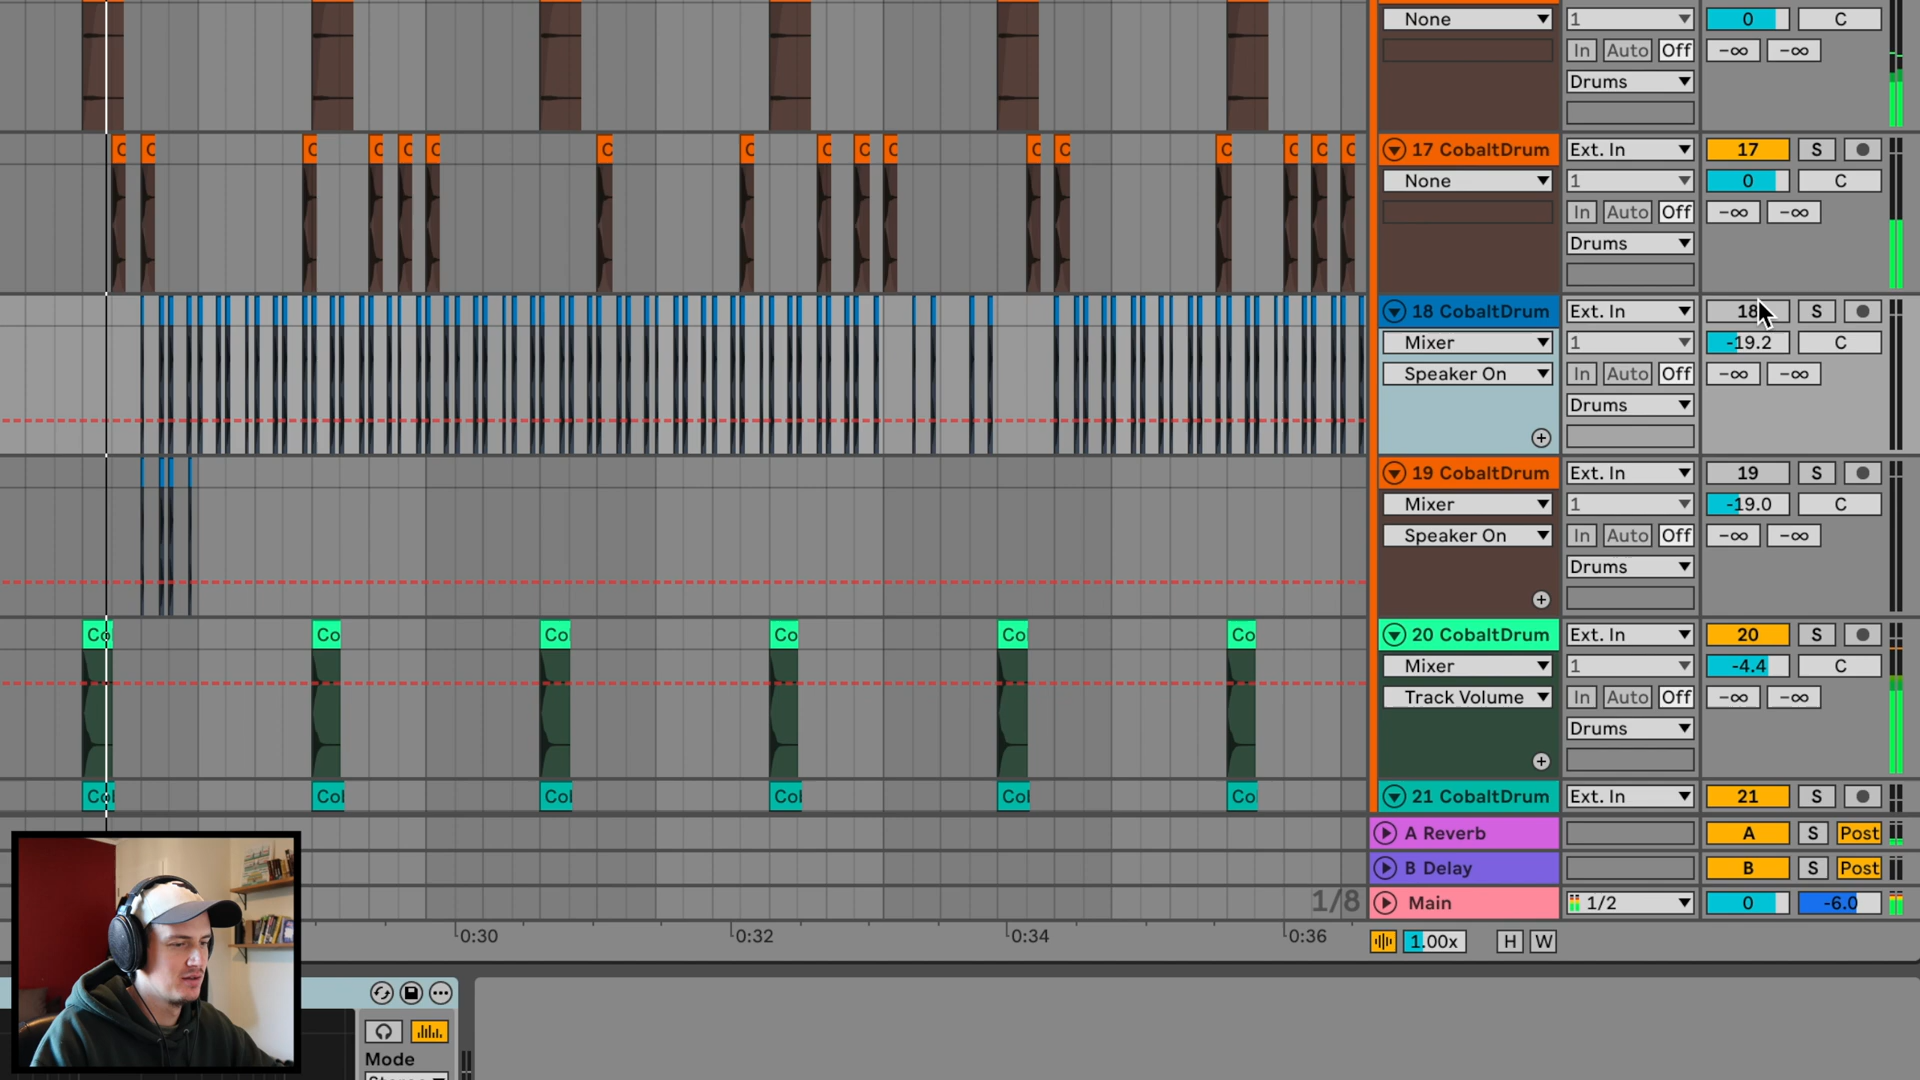 None 1 0 C
In Auto Off -∞ -∞
Drums
C C C C C C C C C C C C C C C C C 17 CobaltDrum Ext. In 17 S
None 1 0 C
In Auto Off -∞ -∞
Drums
18 CobaltDrum Ext. In 18 S
Mixer 1 -19.2 C
Speaker On In Auto Off -∞ -∞
Drums
19 CobaltDrum Ext. In 19 S
Mixer 1 -19.0 C
Speaker On In Auto Off -∞ -∞
Drums
Co Co Co Co Co Co 20 CobaltDrum Ext. In 20 S
Mixer 1 -4.4 C
Track Volume In Auto Off -∞ -∞
Drums
Col Col Col Col Col Co 21 CobaltDrum Ext. In 21 S
A Reverb A S Post
B Delay B S Post
1/8 Main 1/2 0 -6.0
0:30 0:32 0:34 0:36 1.00x H W
Mode